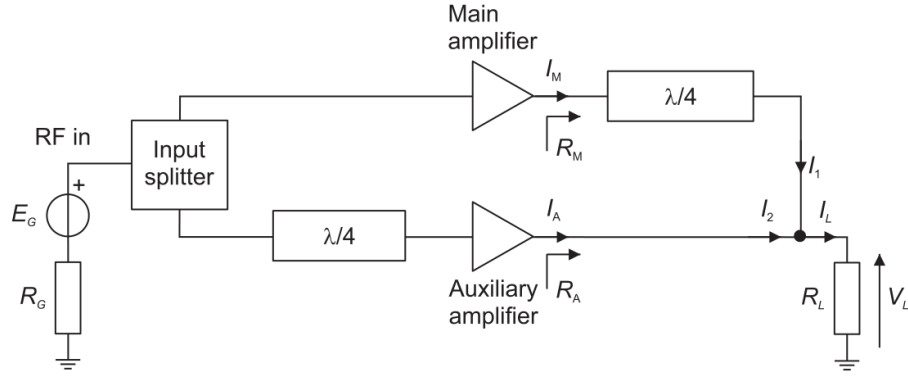 Main
amplifier
I_M
λ/4
R_M
RF in
Input
splitter
I_1
+
E_G
λ/4
I_A
I_2
I_L
R_A
Auxiliary
amplifier
R_G
R_L
V_L